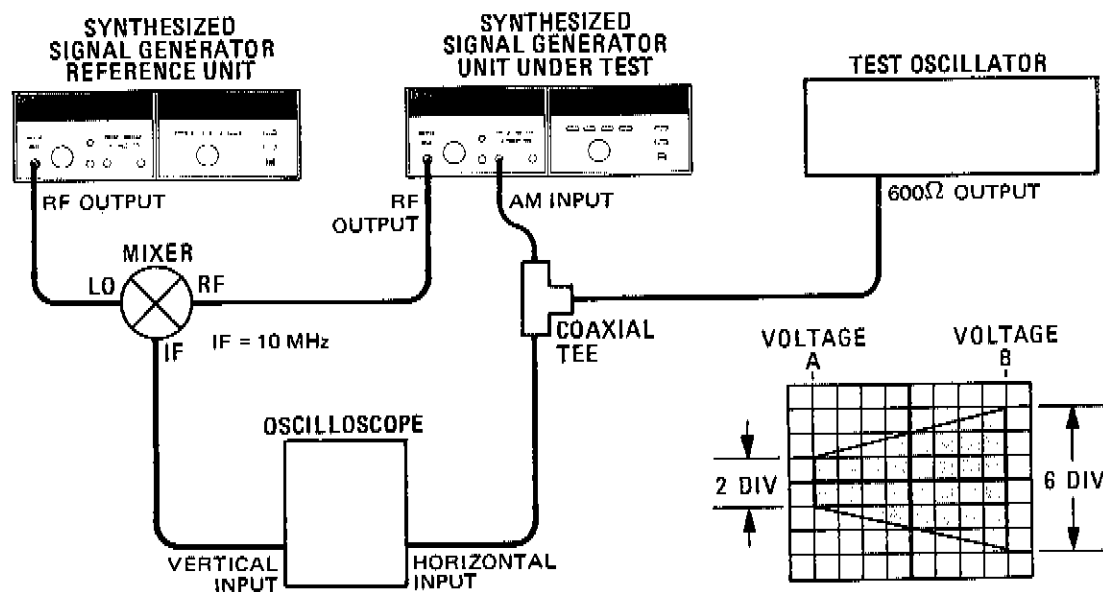 SYNTHESIZED
SIGNAL GENERATOR
REFERENCE UNIT
SYNTHESIZED
SIGNAL GENERATOR
UNIT UNDER TEST
TEST OSCILLATOR
RF OUTPUT
RF
OUTPUT
AM INPUT
600Ω OUTPUT
MIXER
LO
RF
IF
IF = 10 MHz
COAXIAL
TEE
VOLTAGE
A
VOLTAGE
B
OSCILLOSCOPE
2 DIV
6 DIV
VERTICAL
INPUT
HORIZONTAL
INPUT